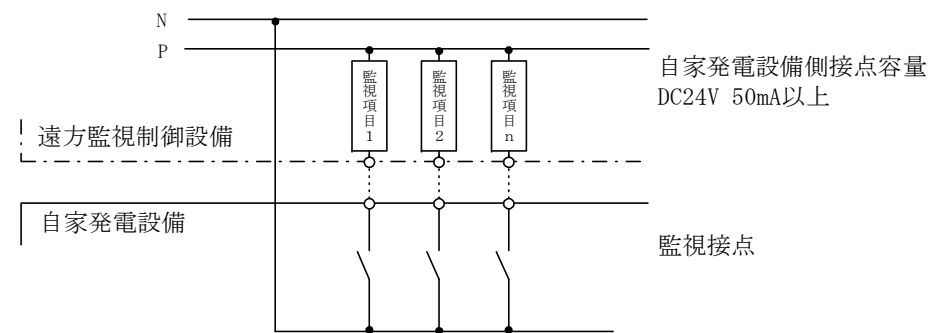 N
P
監視項目1
監視項目2
監視項目n
自家発電設備側接点容量
DC24V 50mA以上
遠方監視制御設備
自家発電設備
監視接点